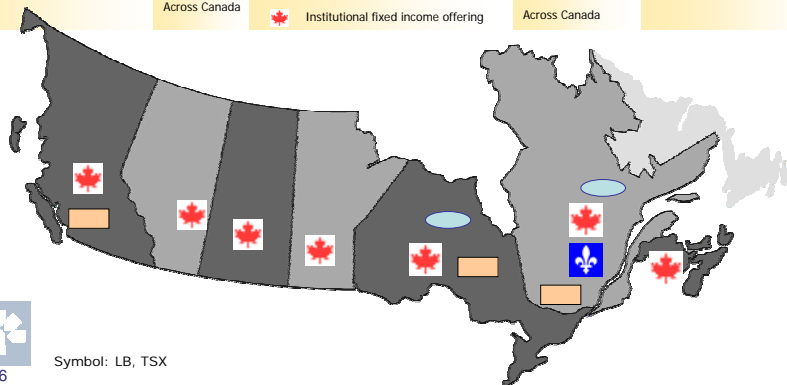 Across Canada
Institutional fixed income offering
Across Canada
Symbol: LB, TSX
6